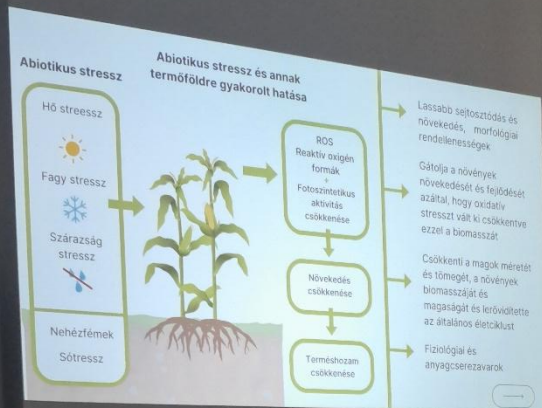 Abiotikus stressz
Abiotikus stressz és annak
termőföldre gyakorolt hatása
Hő streessz
Fagy stressz
Szárazság
stressz
Nehézfémek
Sótressz
ROS
Reaktív oxigén
formák
+
Fotoszintetikus
aktivitás
csökkenése
Növekedés
csökkenése
Terméshozam
csökkenése
Lassabb sejtosztódás és
növekedés, morfológiai
rendellenességek
Gátolja a növények
növekedését és fejlődését
azáltal, hogy oxidatív
stresszt vált ki csökkentve
ezzel a biomasszát
Csökkenti a magok méretét
és tömegét, a növények
biomasszáját és
magaságát és lerövidítette
az általános életciklust
Fiziológiai és
anyagcserezavarok